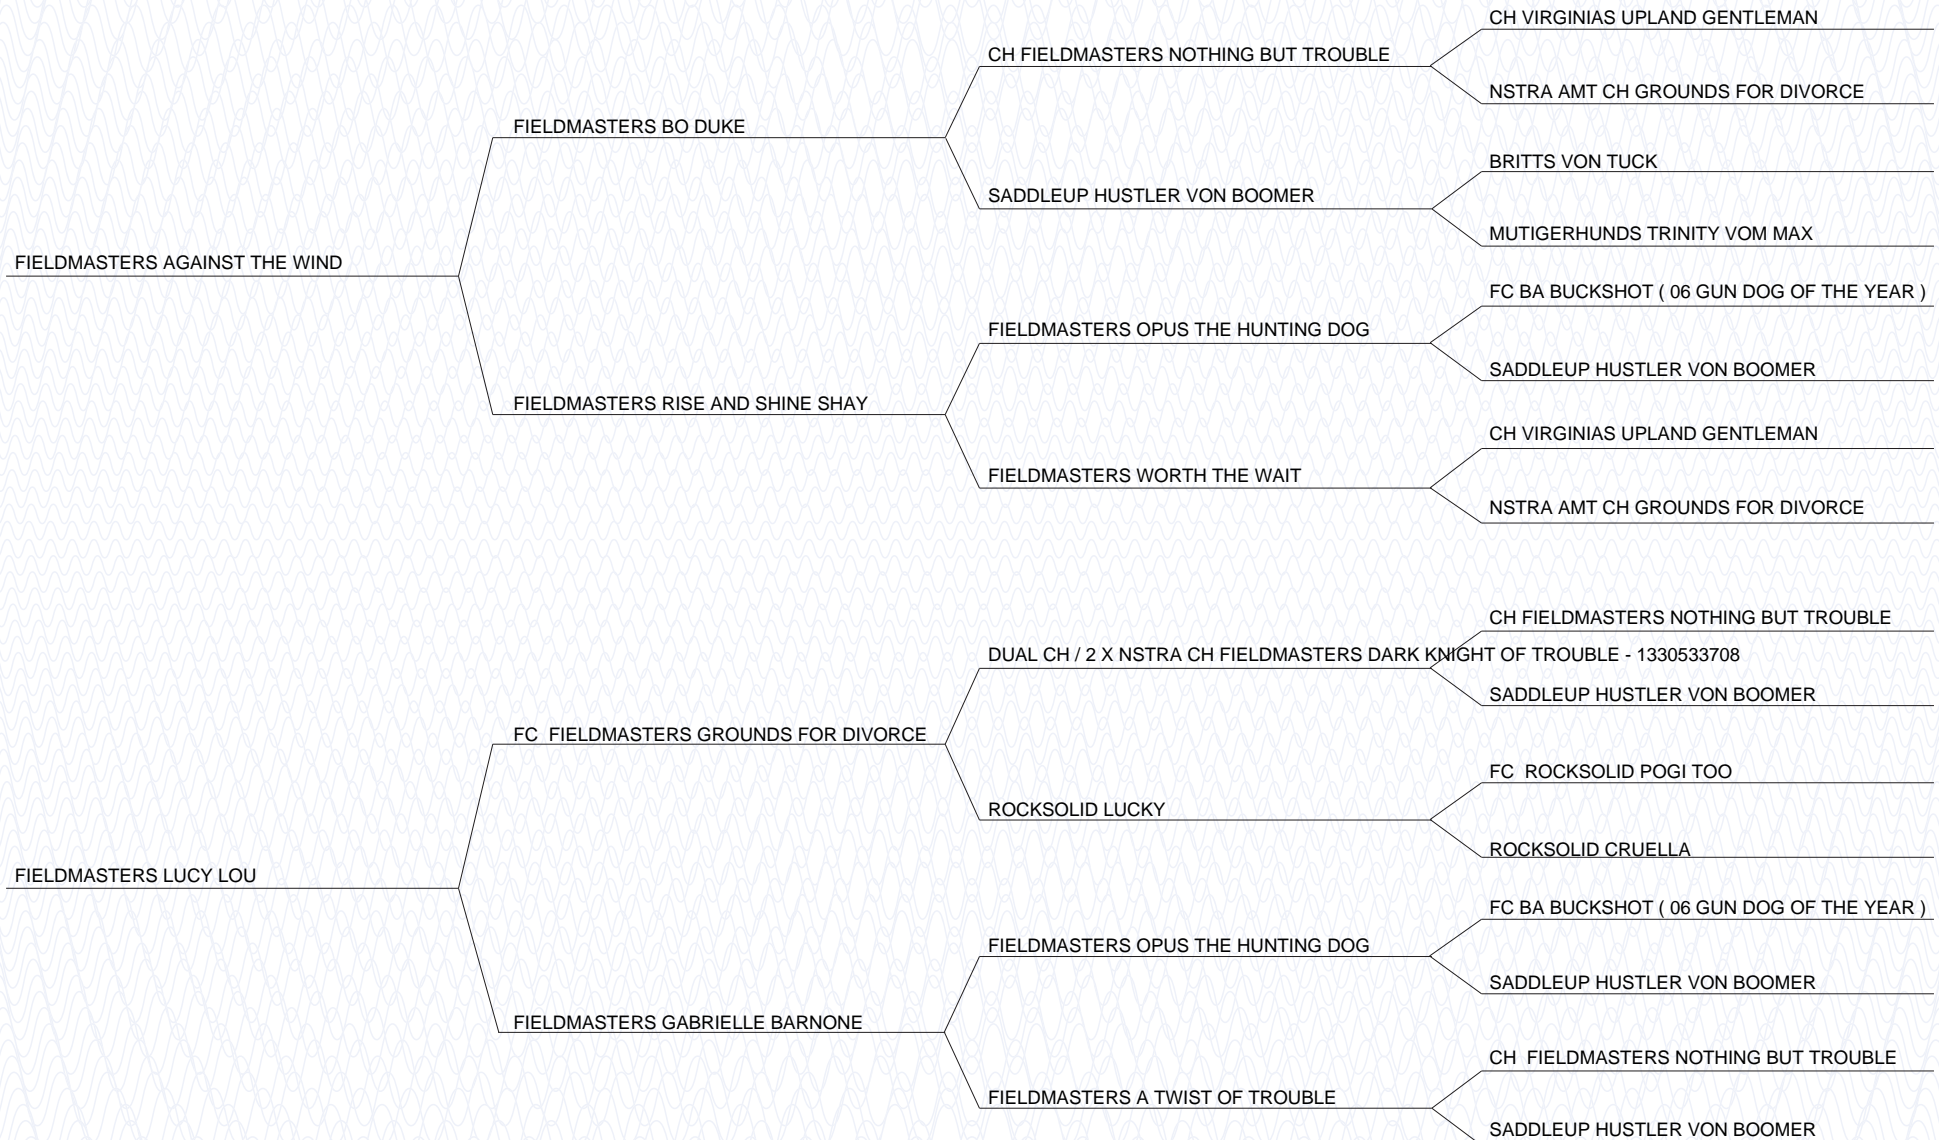 CH VIRGINIAS UPLAND GENTLEMAN
CH FIELDMASTERS NOTHING BUT TROUBLE
NSTRA AMT CH GROUNDS FOR DIVORCE
FIELDMASTERS BO DUKE
BRITTS VON TUCK
SADDLEUP HUSTLER VON BOOMER
MUTIGERHUNDS TRINITY VOM MAX
FIELDMASTERS AGAINST THE WIND
FC BA BUCKSHOT ( 06 GUN DOG OF THE YEAR )
FIELDMASTERS OPUS THE HUNTING DOG
SADDLEUP HUSTLER VON BOOMER
FIELDMASTERS RISE AND SHINE SHAY
CH VIRGINIAS UPLAND GENTLEMAN
FIELDMASTERS WORTH THE WAIT
NSTRA AMT CH GROUNDS FOR DIVORCE
CH FIELDMASTERS NOTHING BUT TROUBLE
DUAL CH / 2 X NSTRA CH FIELDMASTERS DARK KNIGHT OF TROUBLE - 1330533708
SADDLEUP HUSTLER VON BOOMER
FC  FIELDMASTERS GROUNDS FOR DIVORCE
FC  ROCKSOLID POGI TOO
ROCKSOLID LUCKY
ROCKSOLID CRUELLA
FIELDMASTERS LUCY LOU
FC BA BUCKSHOT ( 06 GUN DOG OF THE YEAR )
FIELDMASTERS OPUS THE HUNTING DOG
SADDLEUP HUSTLER VON BOOMER
FIELDMASTERS GABRIELLE BARNONE
CH  FIELDMASTERS NOTHING BUT TROUBLE
FIELDMASTERS A TWIST OF TROUBLE
SADDLEUP HUSTLER VON BOOMER